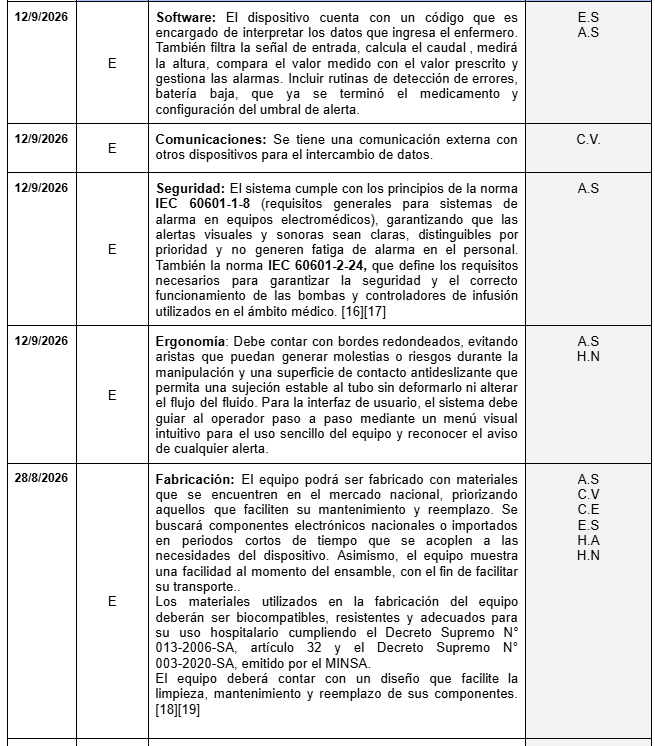 12/9/2026
E
Software: El dispositivo cuenta con un código que es
encargado de interpretar los datos que ingresa el enfermero.
También filtra la señal de entrada, calcula el caudal , medirá
la altura, compara el valor medido con el valor prescrito y
gestiona las alarmas. Incluir rutinas de detección de errores,
batería baja, que ya se terminó el medicamento y
configuración del umbral de alerta.
E.S
A.S
12/9/2026
E
Comunicaciones: Se tiene una comunicación externa con
otros dispositivos para el intercambio de datos.
C.V.
12/9/2026
E
Seguridad: El sistema cumple con los principios de la norma
IEC 60601-1-8 (requisitos generales para sistemas de
alarma en equipos electromédicos), garantizando que las
alertas visuales y sonoras sean claras, distinguibles por
prioridad y no generen fatiga de alarma en el personal.
También la norma IEC 60601-2-24, que define los requisitos
necesarios para garantizar la seguridad y el correcto
funcionamiento de las bombas y controladores de infusión
utilizados en el ámbito médico. [16][17]
A.S
12/9/2026
E
Ergonomía: Debe contar con bordes redondeados, evitando
aristas que puedan generar molestias o riesgos durante la
manipulación y una superficie de contacto antideslizante que
permita una sujeción estable al tubo sin deformarlo ni alterar
el flujo del fluido. Para la interfaz de usuario, el sistema debe
guiar al operador paso a paso mediante un menú visual
intuitivo para el uso sencillo del equipo y reconocer el aviso
de cualquier alerta.
A.S
H.N
28/8/2026
E
Fabricación: El equipo podrá ser fabricado con materiales
que se encuentren en el mercado nacional, priorizando
aquellos que faciliten su mantenimiento y reemplazo. Se
buscará componentes electrónicos nacionales o importados
en periodos cortos de tiempo que se acoplen a las
necesidades del dispositivo. Asimismo, el equipo muestra
una facilidad al momento del ensamble, con el fin de facilitar
su transporte..
Los materiales utilizados en la fabricación del equipo
deberán ser biocompatibles, resistentes y adecuados para
su uso hospitalario cumpliendo el Decreto Supremo N°
013-2006-SA, artículo 32 y el Decreto Supremo N°
003-2020-SA, emitido por el MINSA.
El equipo deberá contar con un diseño que facilite la
limpieza, mantenimiento y reemplazo de sus componentes.
[18][19]
A.S
C.V
C.E
E.S
H.A
H.N